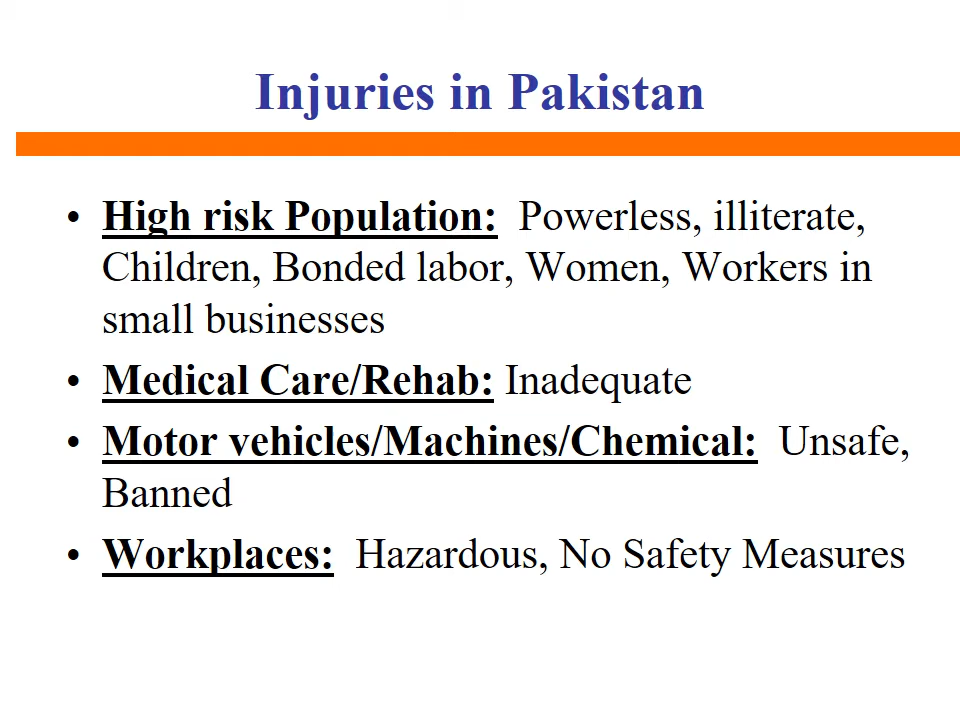 Injuries in Pakistan
• High risk Population: Powerless, illiterate,
Children, Bonded labor, Women, Workers in
small businesses
• Medical Care/Rehab: Inadequate
• Motor vehicles/Machines/Chemical: Unsafe,
Banned
• Workplaces: Hazardous, No Safety Measures